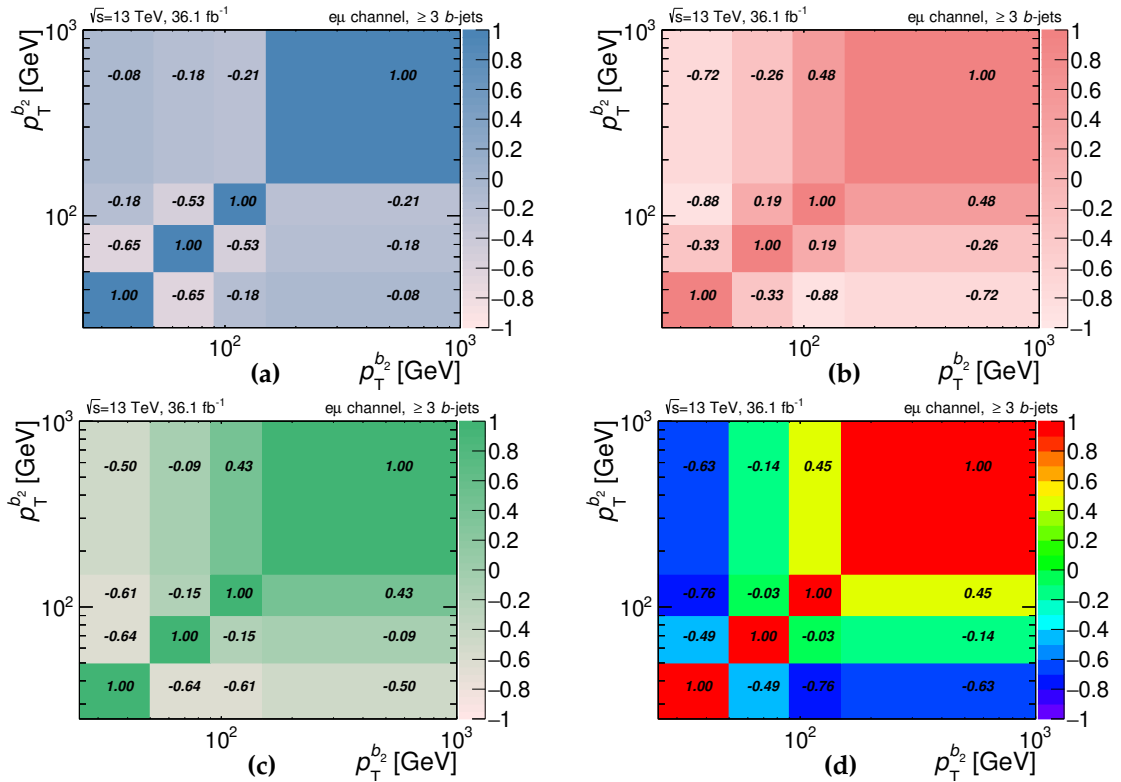 √s=13 TeV, 36.1 fb⁻¹ eμ channel, ≥ 3 b-jets
p_T^{b₂} [GeV]
10³
-0.08 -0.18 -0.21 1.00
10²
-0.18 -0.53 1.00 -0.21
-0.65 1.00 -0.53 -0.18
1.00 -0.65 -0.18 -0.08
10² 10³
p_T^{b₂} [GeV]
1
0.8
0.6
0.4
0.2
0
−0.2
−0.4
−0.6
−0.8
−1
(a)
√s=13 TeV, 36.1 fb⁻¹ eμ channel, ≥ 3 b-jets
p_T^{b₂} [GeV]
10³
-0.72 -0.26 0.48 1.00
10²
-0.88 0.19 1.00 0.48
-0.33 1.00 0.19 -0.26
1.00 -0.33 -0.88 -0.72
10² 10³
p_T^{b₂} [GeV]
1
0.8
0.6
0.4
0.2
0
−0.2
−0.4
−0.6
−0.8
−1
(b)
√s=13 TeV, 36.1 fb⁻¹ eμ channel, ≥ 3 b-jets
p_T^{b₂} [GeV]
10³
-0.50 -0.09 0.43 1.00
10²
-0.61 -0.15 1.00 0.43
-0.64 1.00 -0.15 -0.09
1.00 -0.64 -0.61 -0.50
10² 10³
p_T^{b₂} [GeV]
1
0.8
0.6
0.4
0.2
0
−0.2
−0.4
−0.6
−0.8
−1
(c)
√s=13 TeV, 36.1 fb⁻¹ eμ channel, ≥ 3 b-jets
p_T^{b₂} [GeV]
10³
-0.63 -0.14 0.45 1.00
10²
-0.76 -0.03 1.00 0.45
-0.49 1.00 -0.03 -0.14
1.00 -0.49 -0.76 -0.63
10² 10³
p_T^{b₂} [GeV]
1
0.8
0.6
0.4
0.2
0
−0.2
−0.4
−0.6
−0.8
−1
(d)